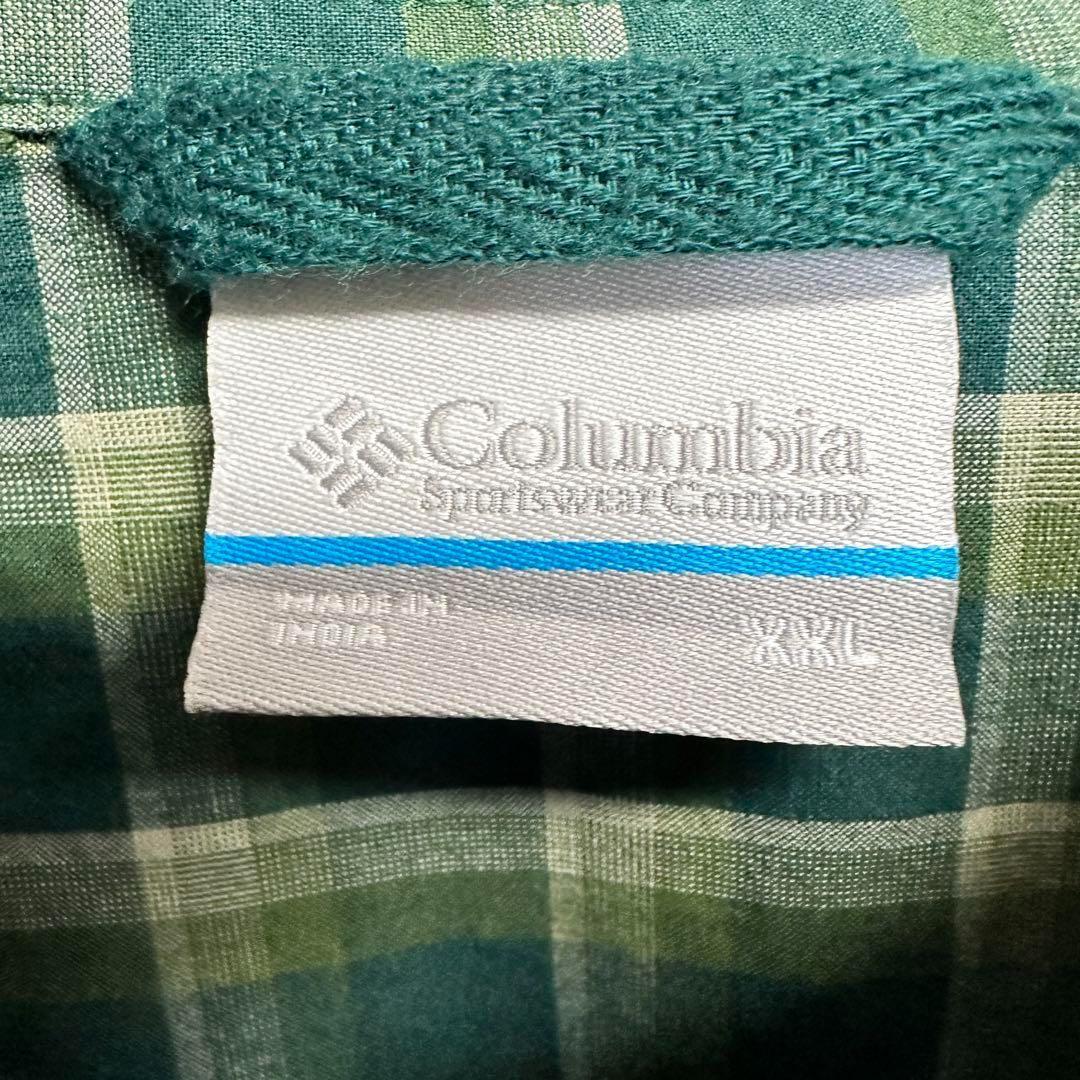 Columbia
Sportswear Company
MADE IN
INDIA
XXL